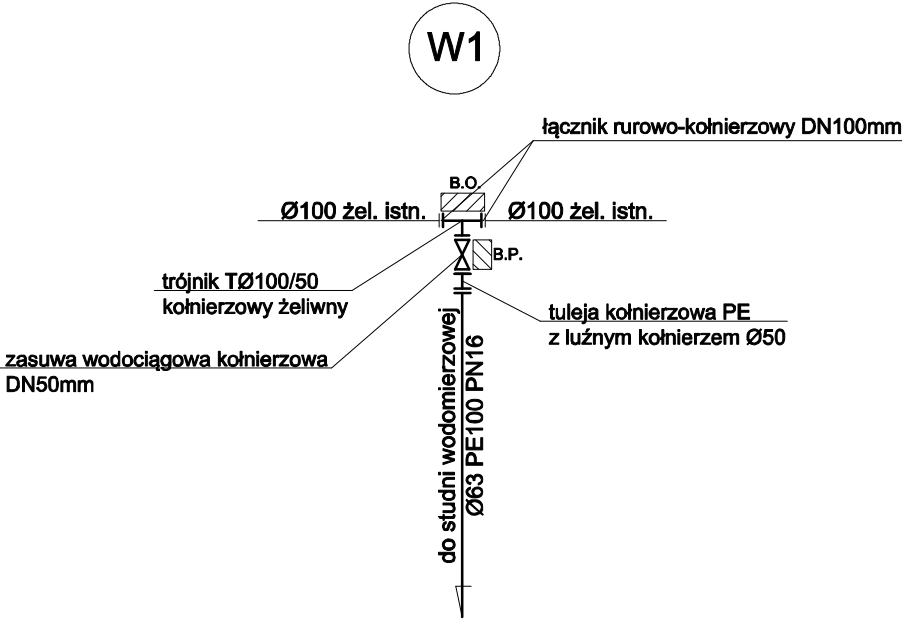 W1
łącznik rurowo-kołnierzowy DN100mm
B.O.
Ø100 żel. istn.
Ø100 żel. istn.
B.P.
trójnik TØ100/50
kołnierzowy żeliwny
tuleja kołnierzowa PE
z luźnym kołnierzem Ø50
zasuwa wodociągowa kołnierzowa
DN50mm
do studni wodomierzowej
Ø63 PE100 PN16